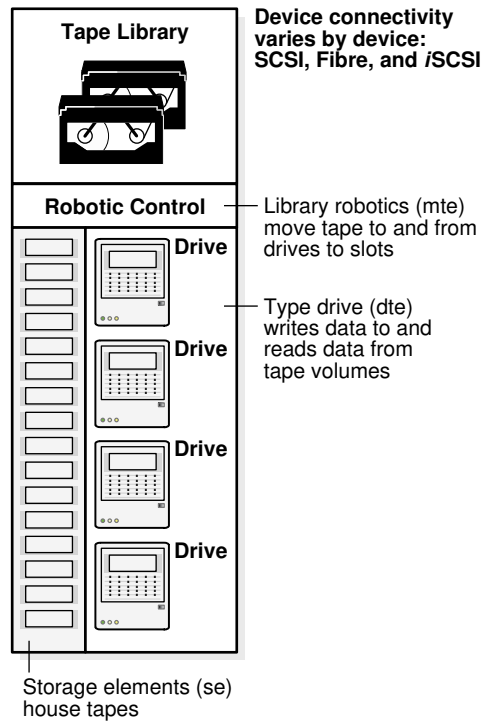 Tape Library
Device connectivity
varies by device:
SCSI, Fibre, and iSCSI
Robotic Control
Library robotics (mte)
move tape to and from
drives to slots
Drive
Type drive (dte)
writes data to and
reads data from
tape volumes
Drive
Drive
Drive
Storage elements (se)
house tapes